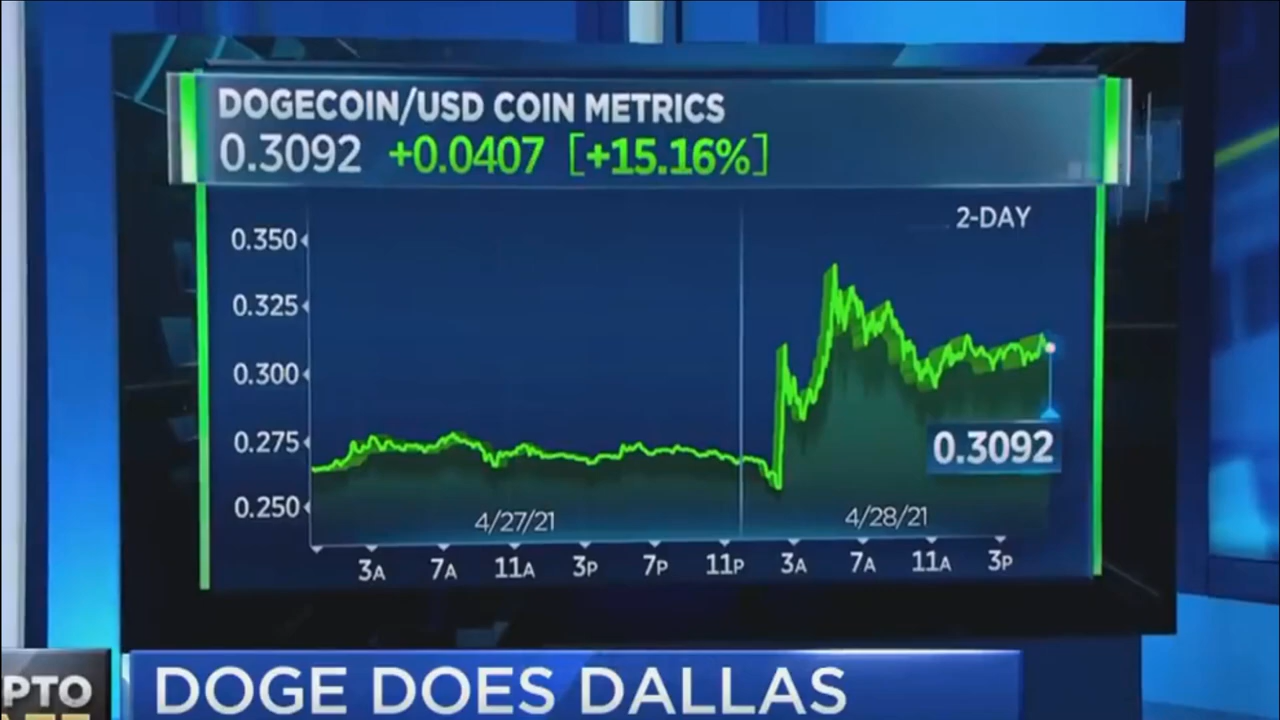 DOGECOIN/USD COIN METRICS
0.3092 +0.0407 [+15.16%]
2-DAY
0.350
0.325
0.300
0.275
0.250
0.3092
4/27/21 4/28/21
3A 7A 11A 3P 7P 11P 3A 7A 11A 3P
PTO
DOGE DOES DALLAS